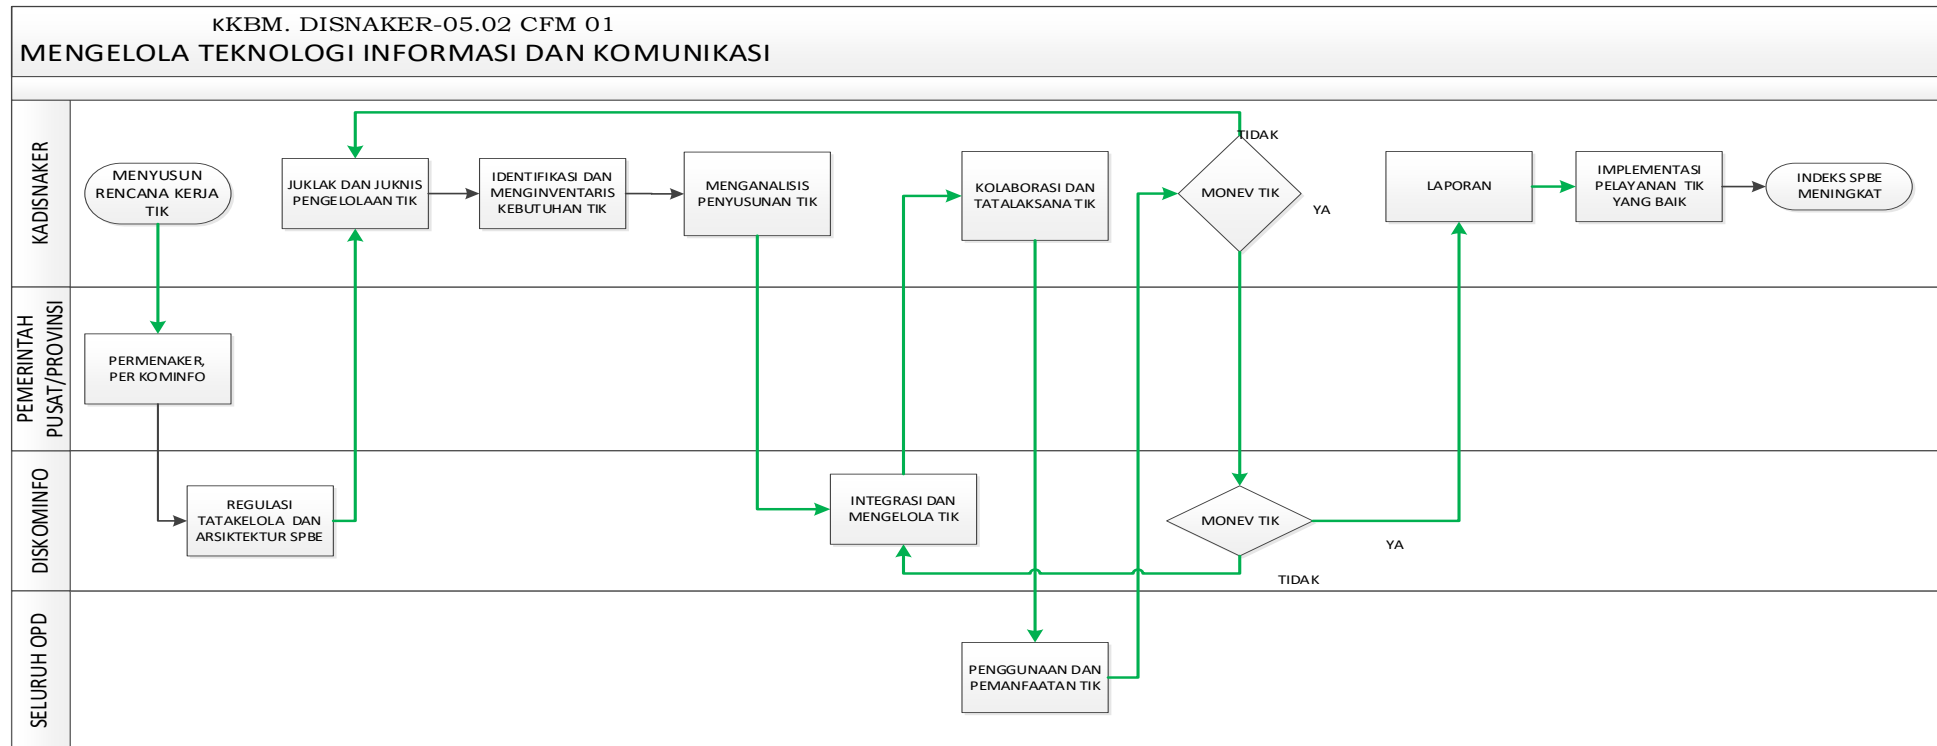 KKBM. DISNAKER-05.02 CFM 01
MENGELOLA TEKNOLOGI INFORMASI DAN KOMUNIKASI
KADISNAKER
MENYUSUN
RENCANA KERJA
TIK
JUKLAK DAN JUKNIS
PENGELOLAAN TIK
IDENTIFIKASI DAN
MENGINVENTARIS
KEBUTUHAN TIK
MENGANALISIS
PENYUSUNAN TIK
KOLABORASI DAN
TATALAKSANA TIK
TIDAK
MONEV TIK
YA
LAPORAN
IMPLEMENTASI
PELAYANAN TIK
YANG BAIK
INDEKS SPBE
MENINGKAT
PEMERINTAH
PUSAT/PROVINSI
PERMENAKER,
PER KOMINFO
DISKOMINFO
REGULASI
TATAKELOLA DAN
ARSIKTEKTUR SPBE
INTEGRASI DAN
MENGELOLA TIK
MONEV TIK
YA
TIDAK
SELURUH OPD
PENGGUNAAN DAN
PEMANFAATAN TIK